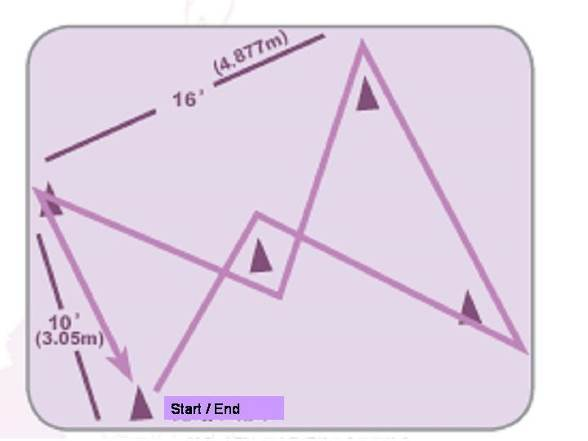 (4.877m)
16'
10'
(3.05m)
Start / End